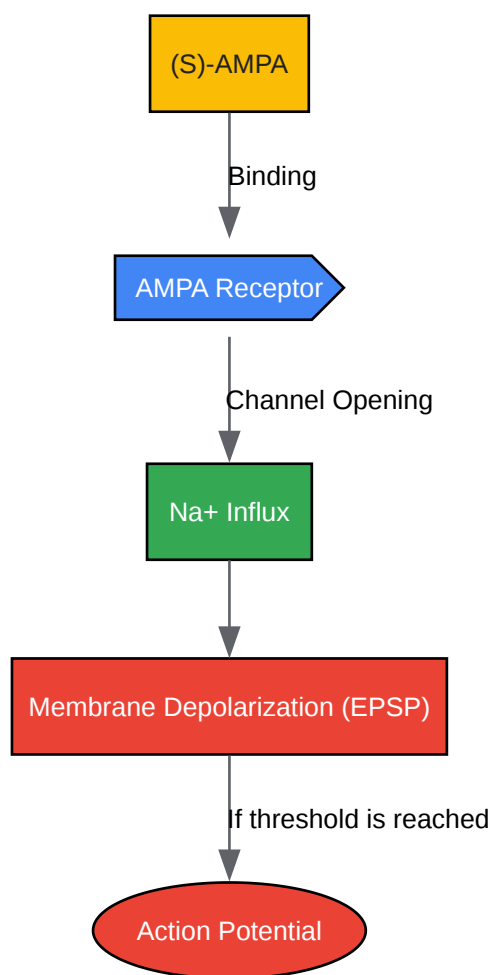 (S)-AMPA
Binding
AMPA Receptor
Channel Opening
Na+ Influx
Membrane Depolarization (EPSP)
If threshold is reached
Action Potential